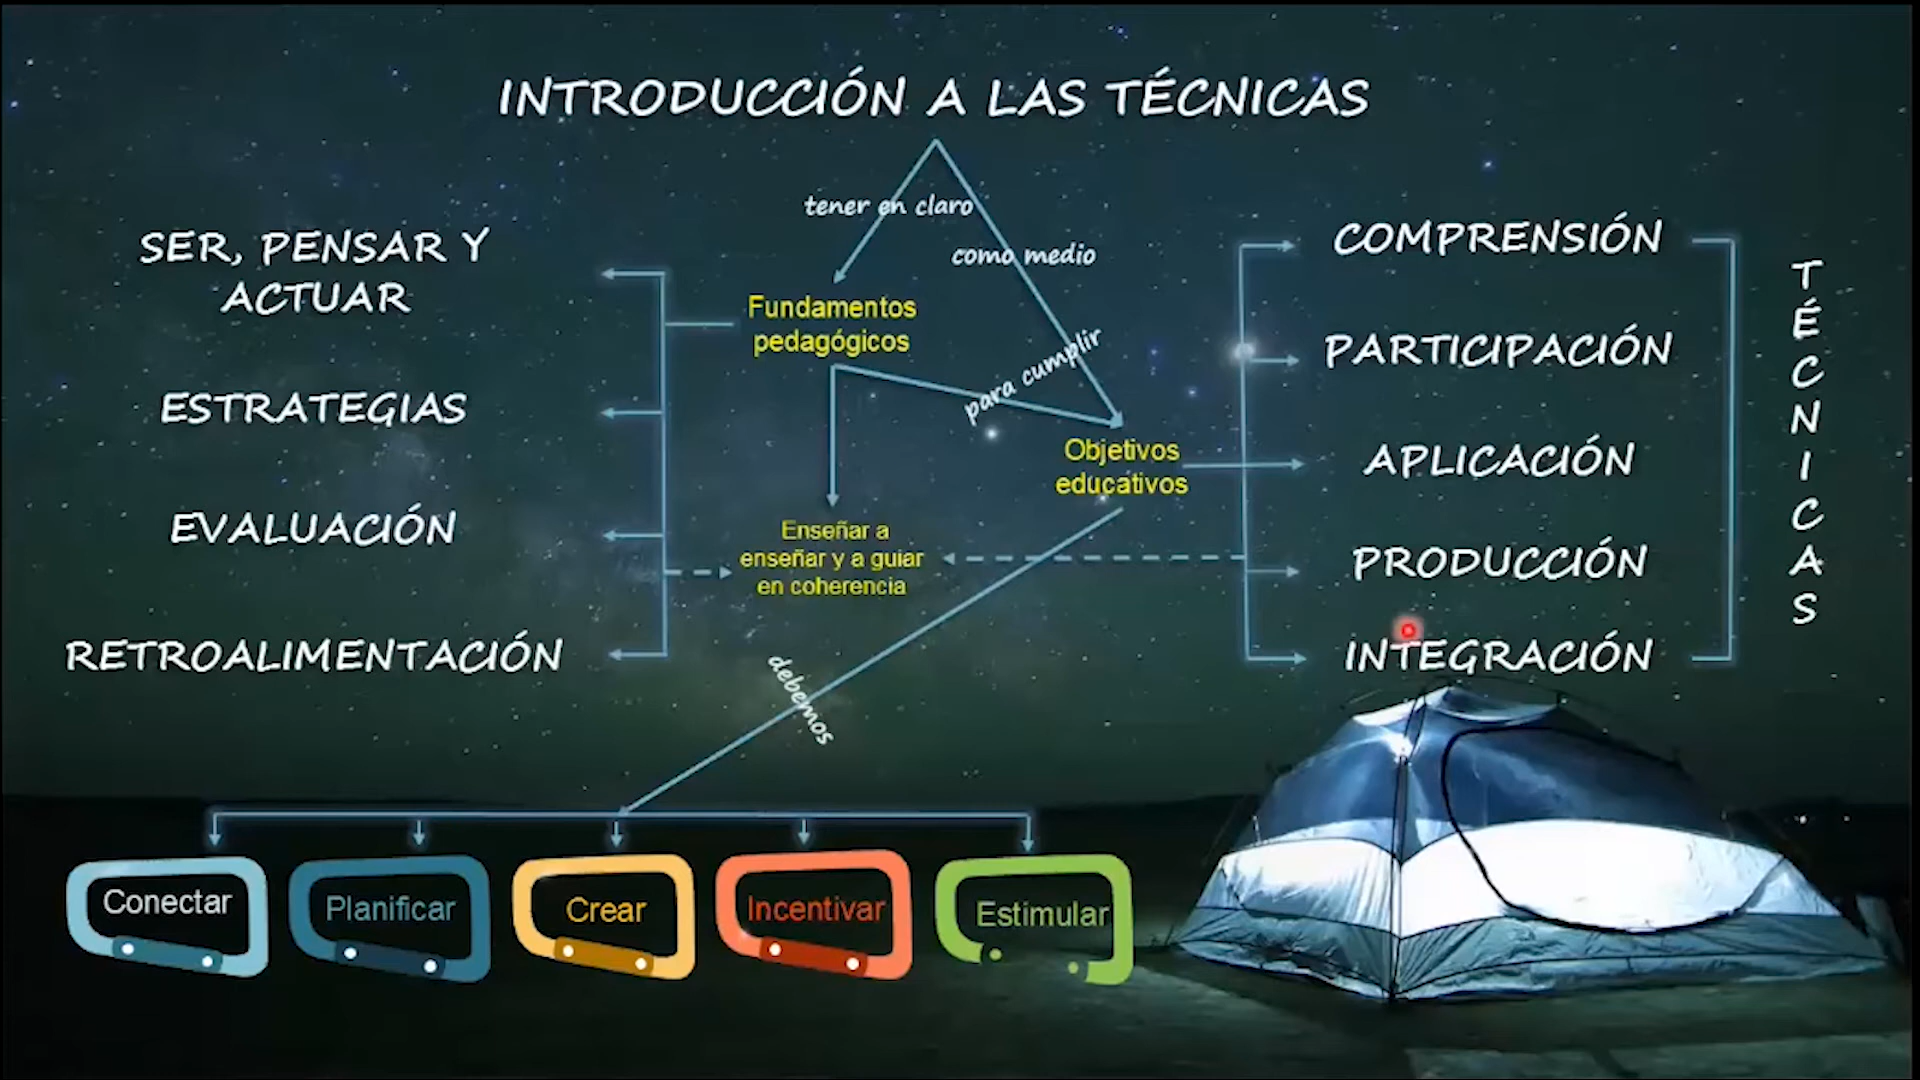 INTRODUCCIÓN A LAS TÉCNICAS
tener en claro
como medio
SER, PENSAR Y
ACTUAR
ESTRATEGIAS
EVALUACIÓN
RETROALIMENTACIÓN
Fundamentos
pedagógicos
para cumplir
Objetivos
educativos
Enseñar a
enseñar y a guiar
en coherencia
debemos
COMPRENSIÓN
PARTICIPACIÓN
APLICACIÓN
PRODUCCIÓN
INTEGRACIÓN
TÉCNICAS
Conectar
Planificar
Crear
Incentivar
Estimular